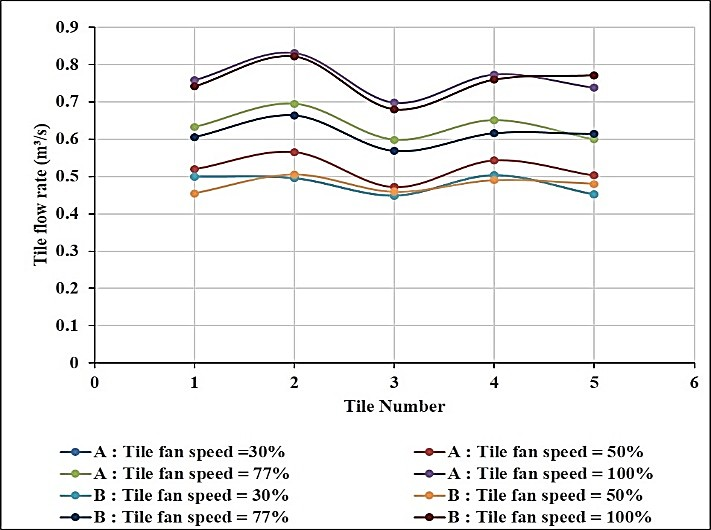 0.9
0.8
0.7
0.6
0.5
0.4
0.3
0.2
0.1
0
Tile flow rate (m³/s)
0 1 2 3 4 5 6
Tile Number
A : Tile fan speed =30% A : Tile fan speed = 50%
A : Tile fan speed = 77% A : Tile fan speed = 100%
B : Tile fan speed = 30% B : Tile fan speed = 50%
B : Tile fan speed = 77% B : Tile fan speed = 100%